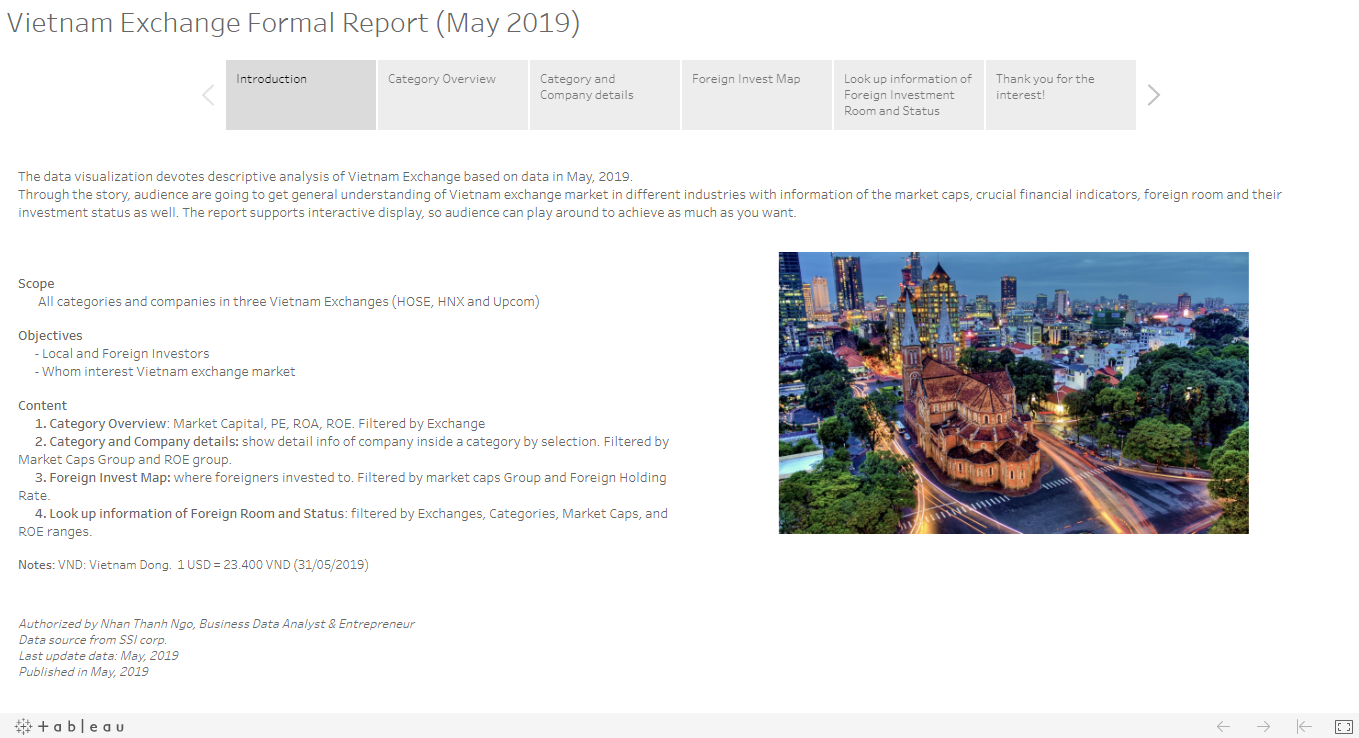 Vietnam Exchange Formal Report (May 2019)
Introduction
Category Overview
Category and
Company details
Foreign Invest Map
Look up information of
Foreign Investment
Room and Status
Thank you for the
interest!
The data visualization devotes descriptive analysis of Vietnam Exchange based on data in May, 2019.
Through the story, audience are going to get general understanding of Vietnam exchange market in different industries with information of the market caps, crucial financial indicators, foreign room and their
investment status as well. The report supports interactive display, so audience can play around to achieve as much as you want.
Scope
All categories and companies in three Vietnam Exchanges (HOSE, HNX and Upcom)
Objectives
- Local and Foreign Investors
- Whom interest Vietnam exchange market
Content
1. Category Overview: Market Capital, PE, ROA, ROE. Filtered by Exchange
2. Category and Company details: show detail info of company inside a category by selection. Filtered by
Market Caps Group and ROE group.
3. Foreign Invest Map: where foreigners invested to. Filtered by market caps Group and Foreign Holding
Rate.
4. Look up information of Foreign Room and Status: filtered by Exchanges, Categories, Market Caps, and
ROE ranges.
Notes: VND: Vietnam Dong. 1 USD = 23.400 VND (31/05/2019)
Authorized by Nhan Thanh Ngo, Business Data Analyst & Entrepreneur
Data source from SSI corp.
Last update data: May, 2019
Published in May, 2019
+ a b | e a u